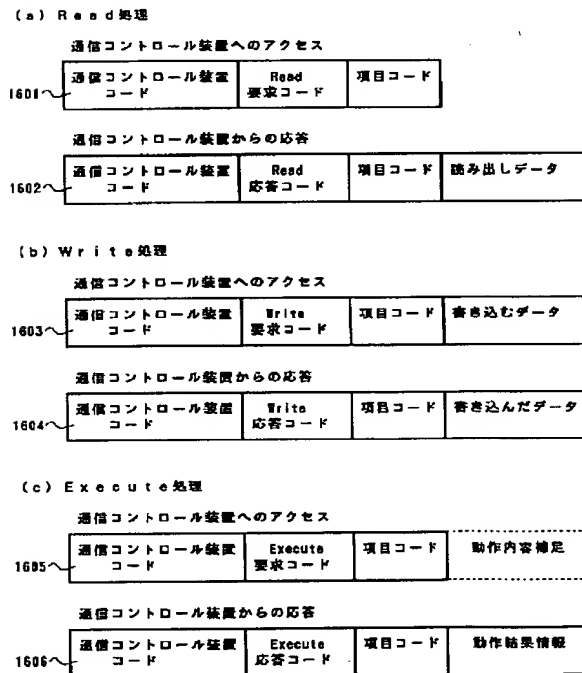 (a) Read処理
通信コントロール装置へのアクセス
通信コントロール装置 Read 項目コード
1601 コード 要求コード
通信コントロール装置からの応答
通信コントロール装置 Read 項目コード 読み出しデータ
1602 コード 応答コード
(b) Write処理
通信コントロール装置へのアクセス
通信コントロール装置 Write 項目コード 書き込むデータ
1603 コード 要求コード
通信コントロール装置からの応答
通信コントロール装置 Write 項目コード 書き込んだデータ
1604 コード 応答コード
(c) Execute処理
通信コントロール装置へのアクセス
通信コントロール装置 Execute 項目コード 動作内容補足
1605 コード 要求コード
通信コントロール装置からの応答
通信コントロール装置 Execute 項目コード 動作結果情報
1606 コード 応答コード